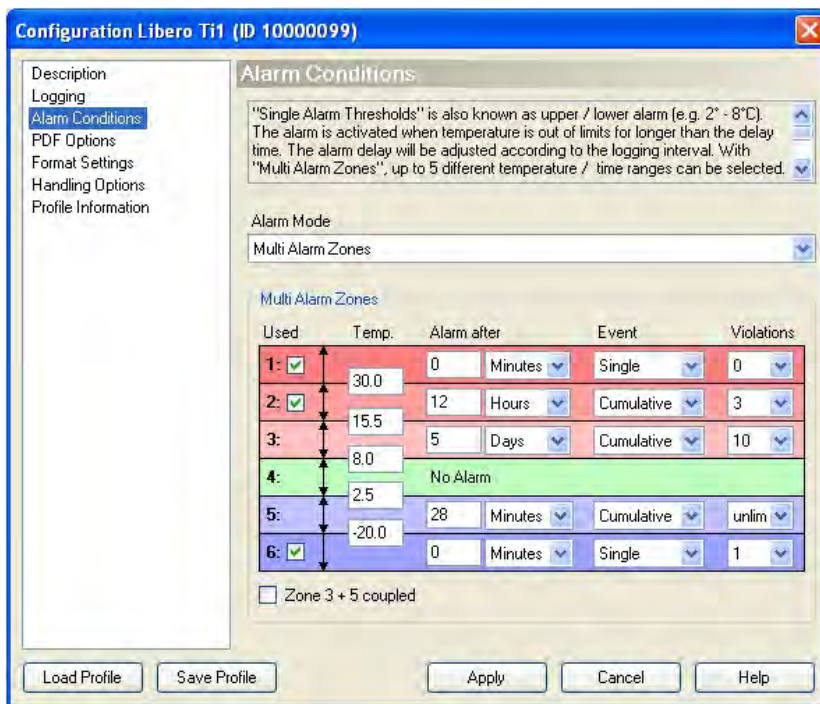 Configuration Libero Ti1 (ID 10000099)
Description
Logging
Alarm Conditions
PDF Options
Format Settings
Handling Options
Profile Information
Alarm Conditions
"Single Alarm Thresholds" is also known as upper / lower alarm (e.g. 2° - 8°C).
The alarm is activated when temperature is out of limits for longer than the delay
time. The alarm delay will be adjusted according to the logging interval. With
"Multi Alarm Zones", up to 5 different temperature / time ranges can be selected.
Alarm Mode
Multi Alarm Zones
Multi Alarm Zones
Used Temp. Alarm after Event Violations
1: 0 Minutes Single 0
30.0
2: 12 Hours Cumulative 3
15.5
3: 5 Days Cumulative 10
8.0
4: No Alarm
2.5
5: 28 Minutes Cumulative unlim
-20.0
6: 0 Minutes Single 1
Zone 3 + 5 coupled
Load Profile Save Profile Apply Cancel Help